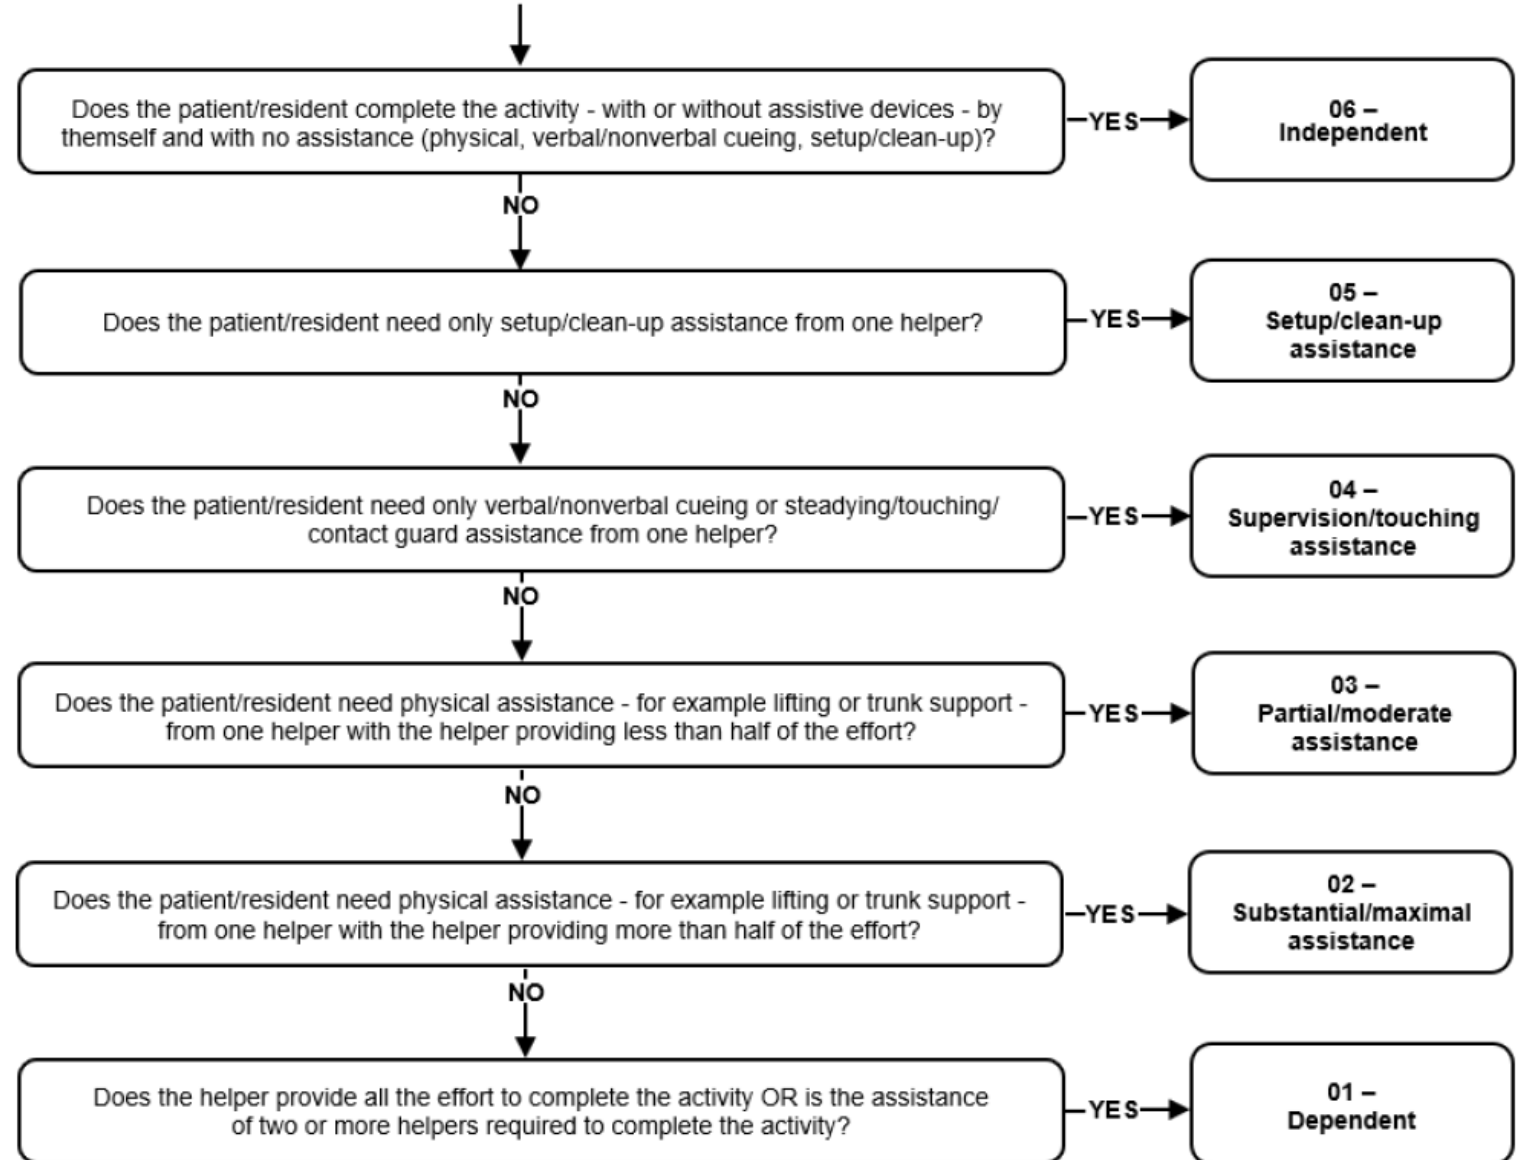 Does the patient/resident complete the activity - with or without assistive devices - by
themself and with no assistance (physical, verbal/nonverbal cueing, setup/clean-up)?
YES
06 –
Independent
NO
Does the patient/resident need only setup/clean-up assistance from one helper?
YES
05 –
Setup/clean-up
assistance
NO
Does the patient/resident need only verbal/nonverbal cueing or steadying/touching/
contact guard assistance from one helper?
YES
04 –
Supervision/touching
assistance
NO
Does the patient/resident need physical assistance - for example lifting or trunk support -
from one helper with the helper providing less than half of the effort?
YES
03 –
Partial/moderate
assistance
NO
Does the patient/resident need physical assistance - for example lifting or trunk support -
from one helper with the helper providing more than half of the effort?
YES
02 –
Substantial/maximal
assistance
NO
Does the helper provide all the effort to complete the activity OR is the assistance
of two or more helpers required to complete the activity?
YES
01 –
Dependent